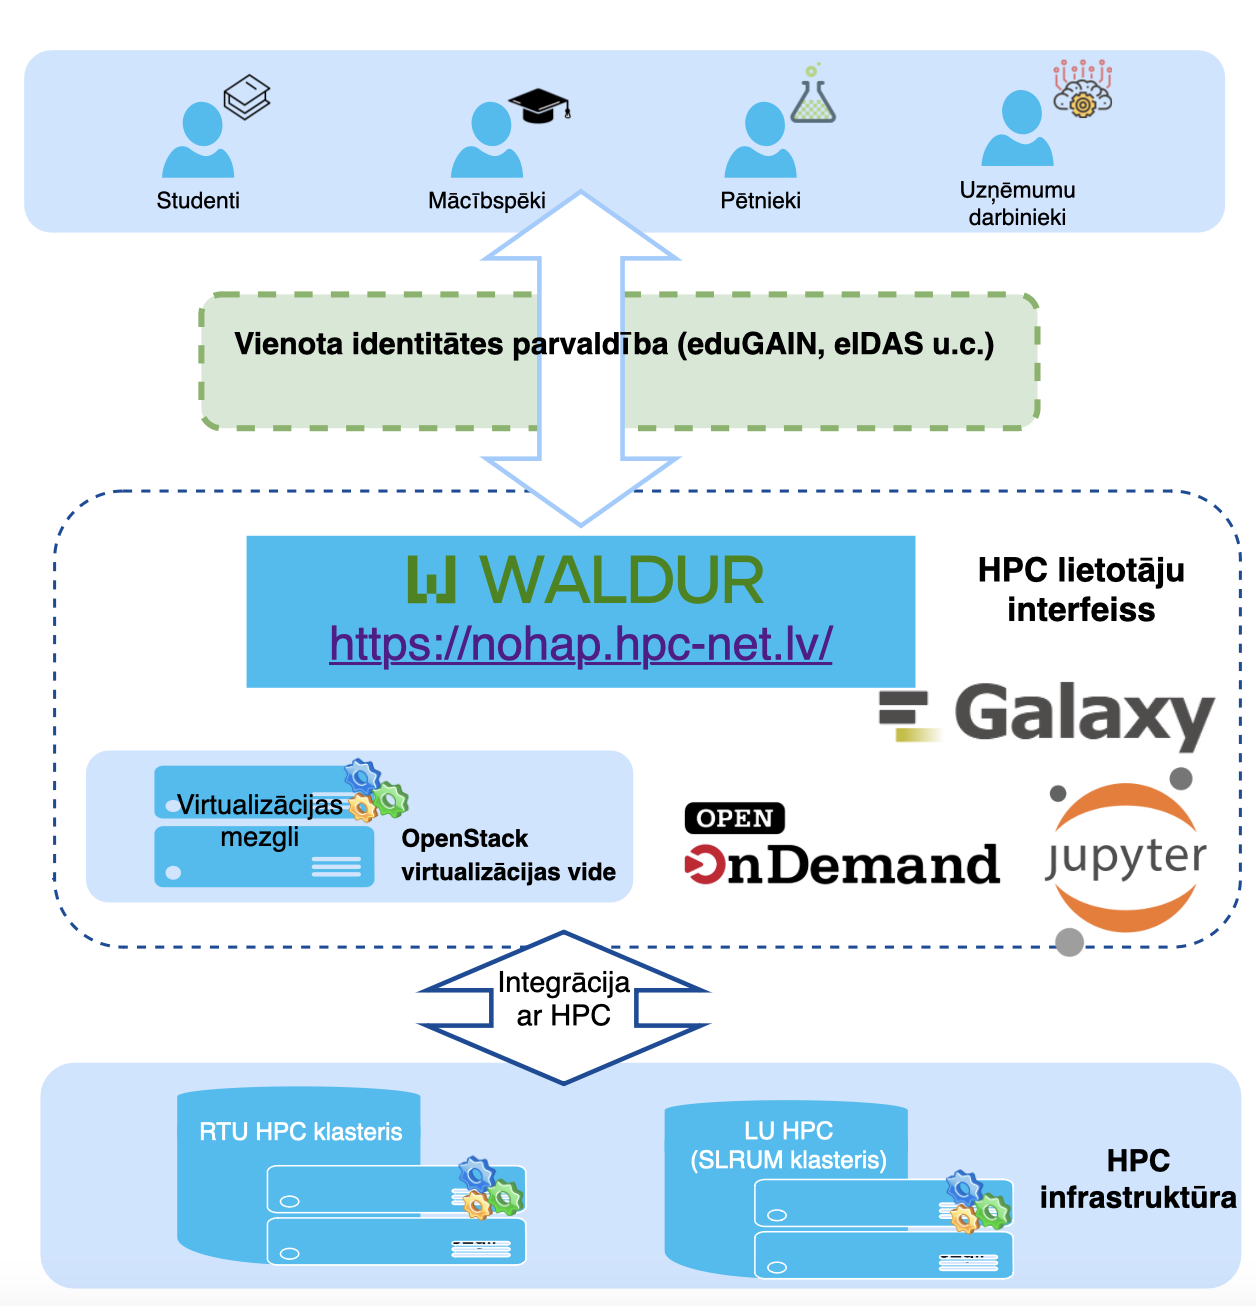 Studenti
Mācībspēki
Pētnieki
Uzņēmumu
darbinieki
Vienota identitātes parvaldība (eduGAIN, eIDAS u.c.)
WALDUR
https://nohap.hpc-net.lv/
HPC lietotāju
interfeiss
Galaxy
Virtualizācijas
mezgli
OpenStack
virtualizācijas vide
OPEN
OnDemand
jupyter
Integrācija
ar HPC
RTU HPC klasteris
LU HPC
(SLRUM klasteris)
HPC
infrastruktūra